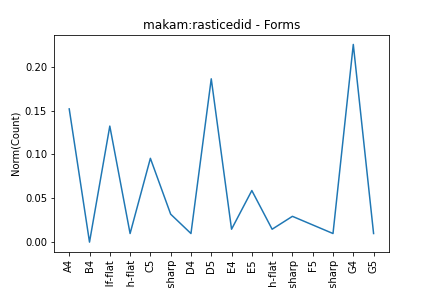 makam:rasticedid - Forms
Norm(Count)
0.20
0.15
0.10
0.05
0.00
A4
B4
lf-flat
h-flat
C5
sharp
D4
D5
E4
E5
h-flat
sharp
F5
sharp
G4
G5